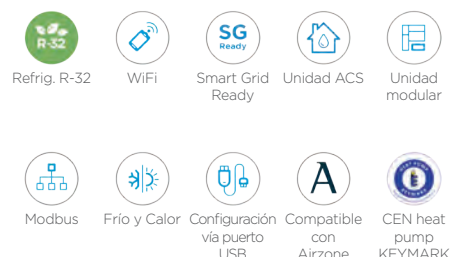 R-32
SG
Ready
Refrig. R-32
WiFi
Smart Grid
Ready
Unidad ACS
Unidad
modular
A
Modbus
Frío y Calor
Configuración
vía puerto
USB
Compatible
con
Airzone
CEN heat
pump
KEYMARK